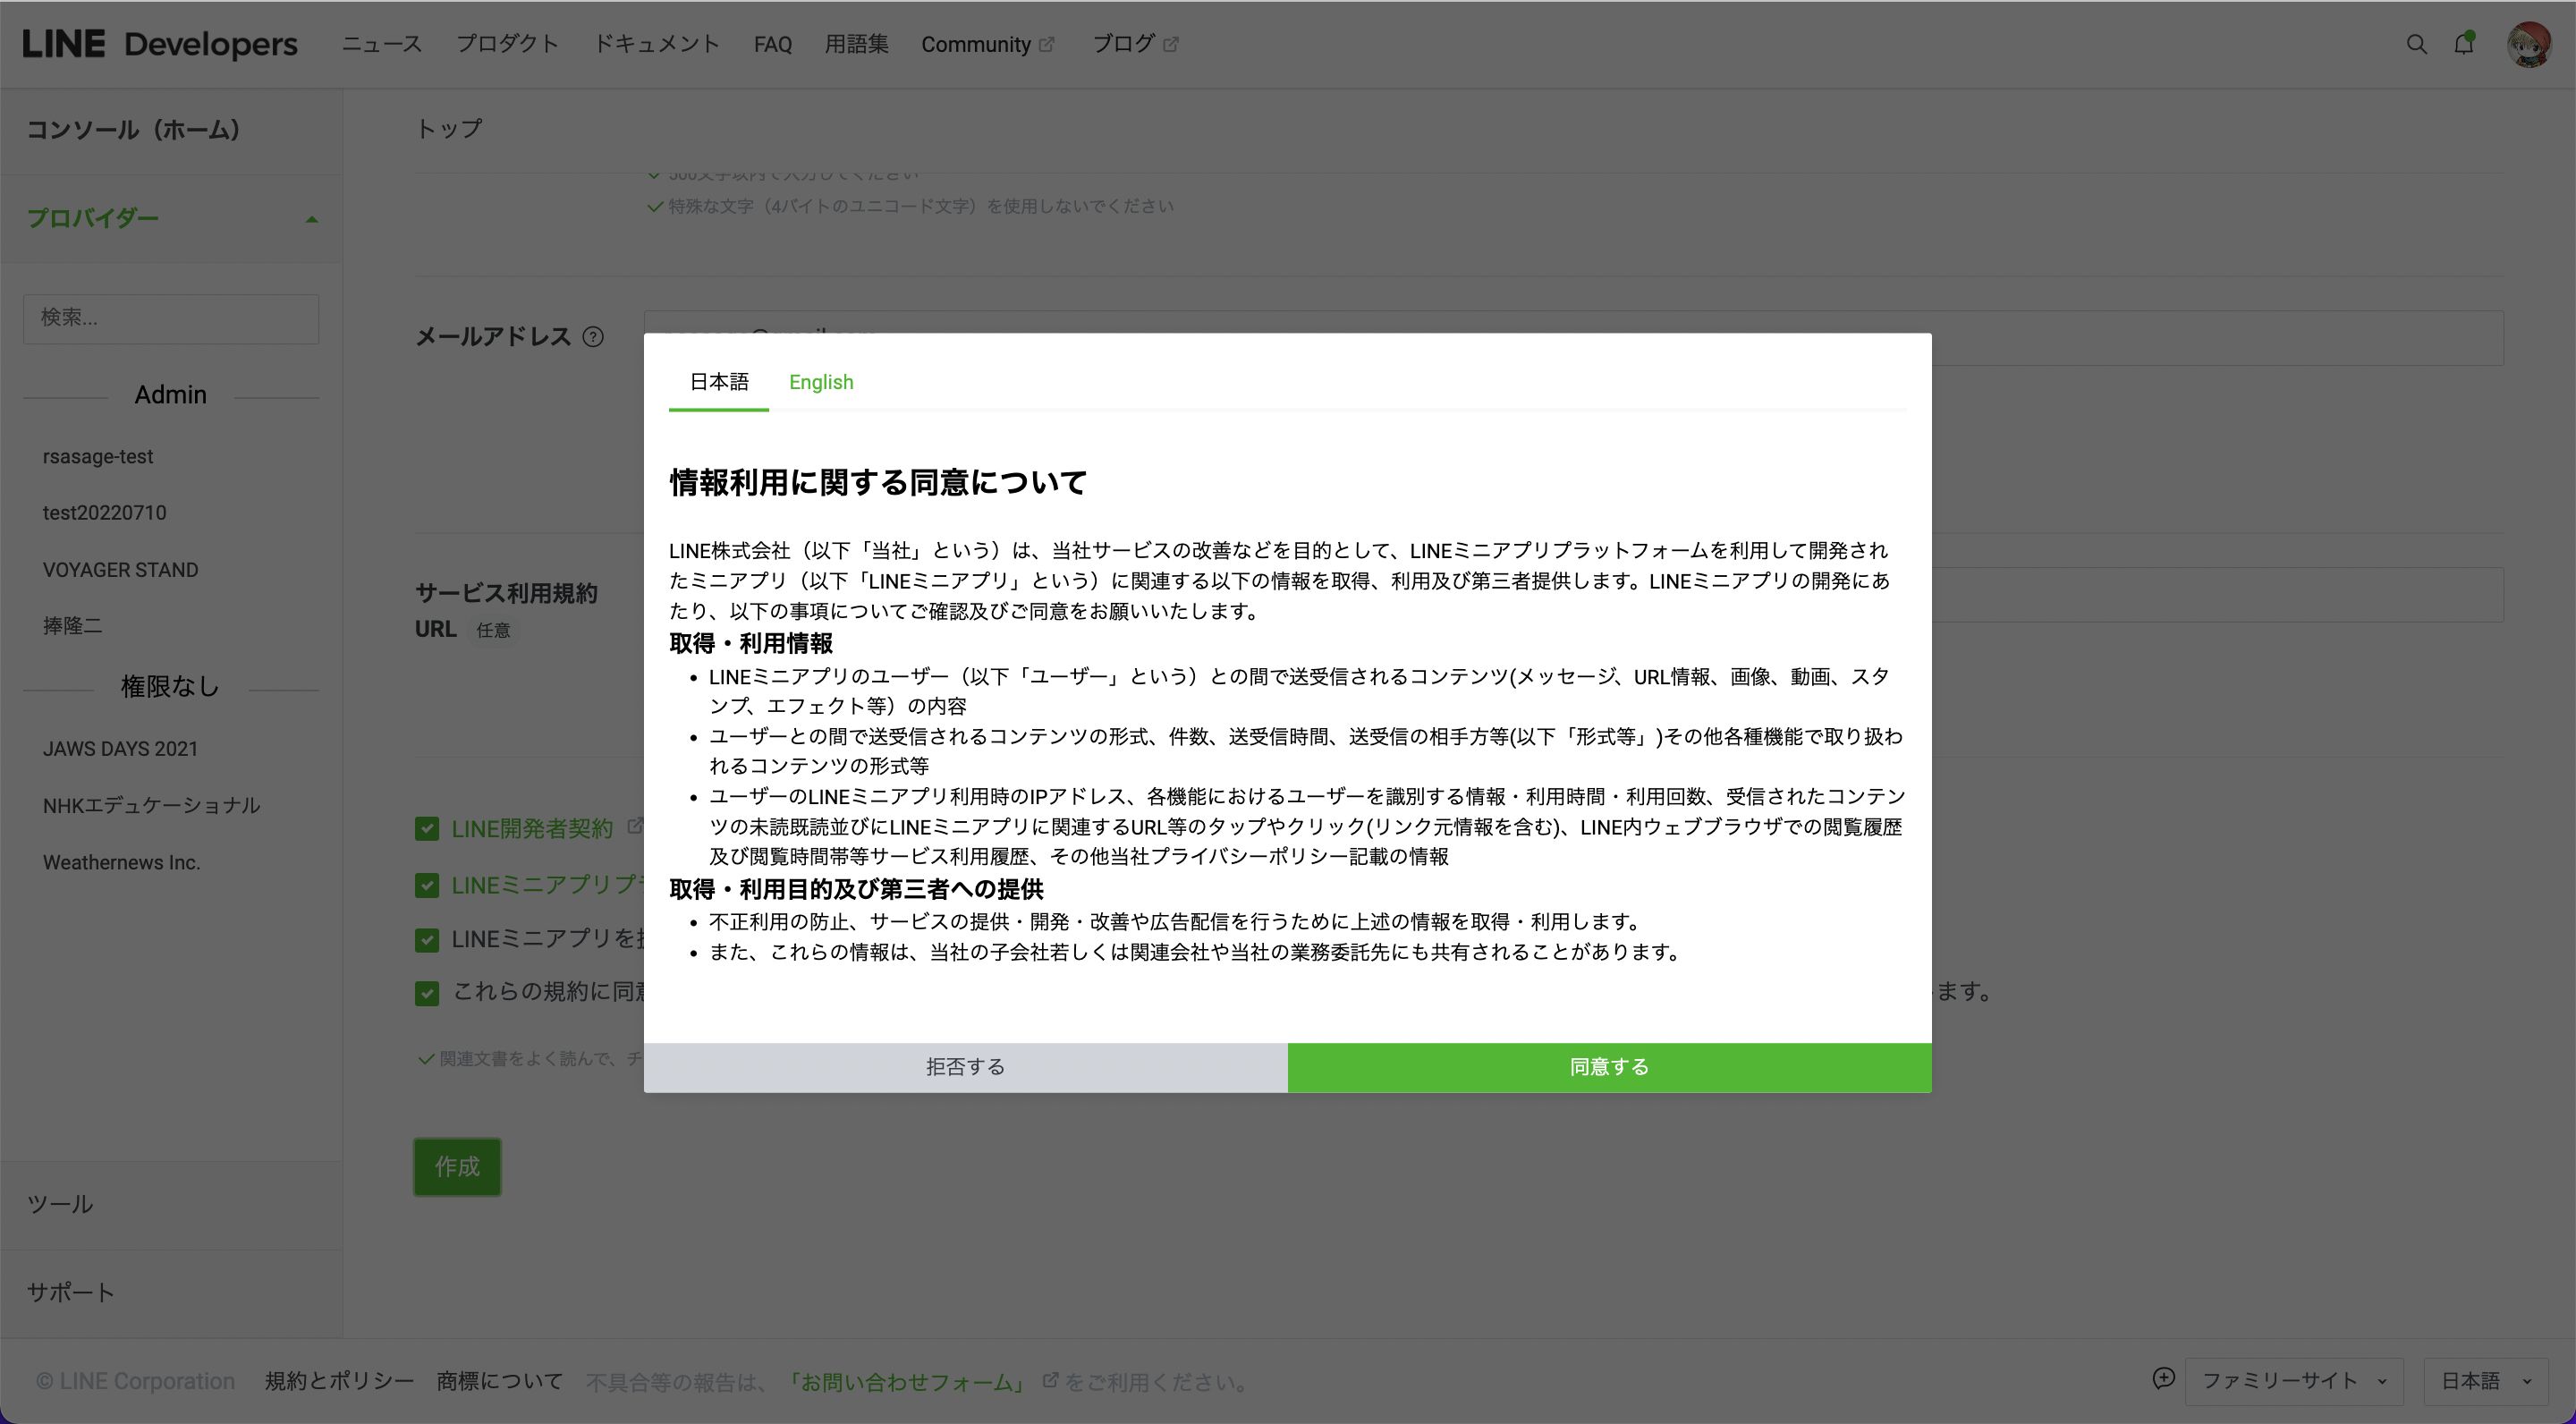 LINE Developers
ニュース
プロダクト
ドキュメント
FAQ
用語集
Community
ブログ
コンソール（ホーム）
プロバイダー
検索...
Admin
rsasage-test
test20220710
VOYAGER STAND
捧隆二
権限なし
JAWS DAYS 2021
NHKエデュケーショナル
Weathernews Inc.
ツール
サポート
トップ
500文字以内で入力してください
特殊な文字（4バイトのユニコード文字）を使用しないでください
メールアドレス
サービス利用規約
URL 任意
LINE開発者契約
LINEミニアプリプ
LINEミニアプリを
これらの規約に同
ます。
関連文書をよく読んで、チ
作成
日本語
English
情報利用に関する同意について
LINE株式会社（以下「当社」という）は、当社サービスの改善などを目的として、LINEミニアプリプラットフォームを利用して開発され
たミニアプリ（以下「LINEミニアプリ」という）に関連する以下の情報を取得、利用及び第三者提供します。LINEミニアプリの開発にあ
たり、以下の事項についてご確認及びご同意をお願いいたします。
取得・利用情報
• LINEミニアプリのユーザー（以下「ユーザー」という）との間で送受信されるコンテンツ(メッセージ、URL情報、画像、動画、スタ
ンプ、エフェクト等）の内容
• ユーザーとの間で送受信されるコンテンツの形式、件数、送受信時間、送受信の相手方等(以下「形式等」)その他各種機能で取り扱わ
れるコンテンツの形式等
• ユーザーのLINEミニアプリ利用時のIPアドレス、各機能におけるユーザーを識別する情報・利用時間・利用回数、受信されたコンテン
ツの未読既読並びにLINEミニアプリに関連するURL等のタップやクリック(リンク元情報を含む)、LINE内ウェブブラウザでの閲覧履歴
及び閲覧時間帯等サービス利用履歴、その他当社プライバシーポリシー記載の情報
取得・利用目的及び第三者への提供
• 不正利用の防止、サービスの提供・開発・改善や広告配信を行うために上述の情報を取得・利用します。
• また、これらの情報は、当社の子会社若しくは関連会社や当社の業務委託先にも共有されることがあります。
拒否する
同意する
© LINE Corporation
規約とポリシー
商標について
不具合等の報告は、「お問い合わせフォーム」をご利用ください。
ファミリーサイト
日本語